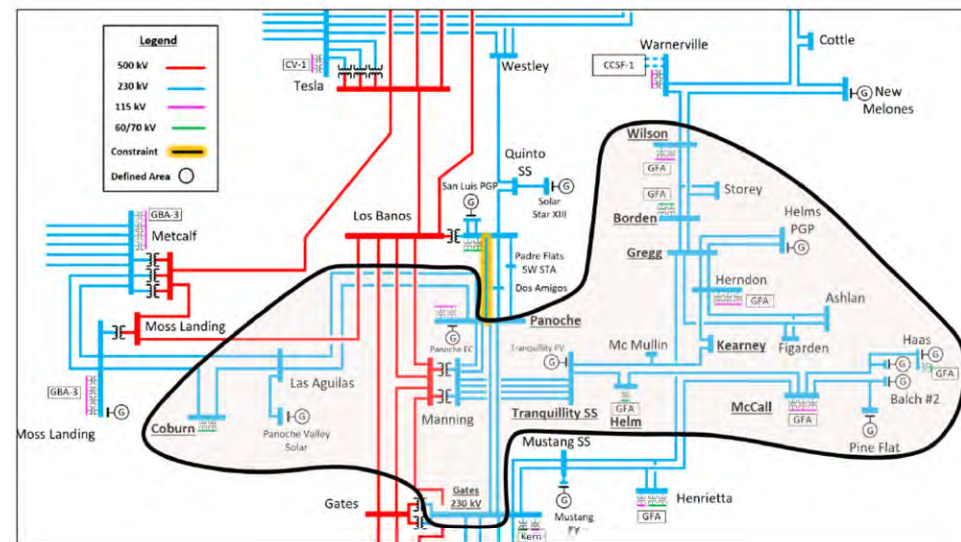 Legend
500 kV
230 kV
115 kV
60/70 kV
Constraint
Defined Area
CV-1
Tesla
Westley
Warnerville
CCSF-1
Cottle
G
New
Melones
Quinto
SS
San Luis PGP
G
G
Solar
Star XIII
Los Banos
Padre Flats
SW STA
Dos Amigos
GBA-3
Metcalf
Moss Landing
GBA-3
G
Moss Landing
Wilson
GFA
GFA
Storey
Borden
Helms
PGP
G
Gregg
Herndon
GFA
Ashlan
Figarden
Kearney
Haas
G
GFA
G
G
Balch #2
Panoche
G
Panoche EC
Tranquillity PV
G
Mc Mullin
Las Aguilas
Manning
Tranquillity SS
GFA
Helm
McCall
GFA
G
Pine Flat
Coburn
G
Panoche Valley
Solar
Mustang SS
G
Mustang
Gates
Gates
230 kV
Kern
Henrietta
GFA